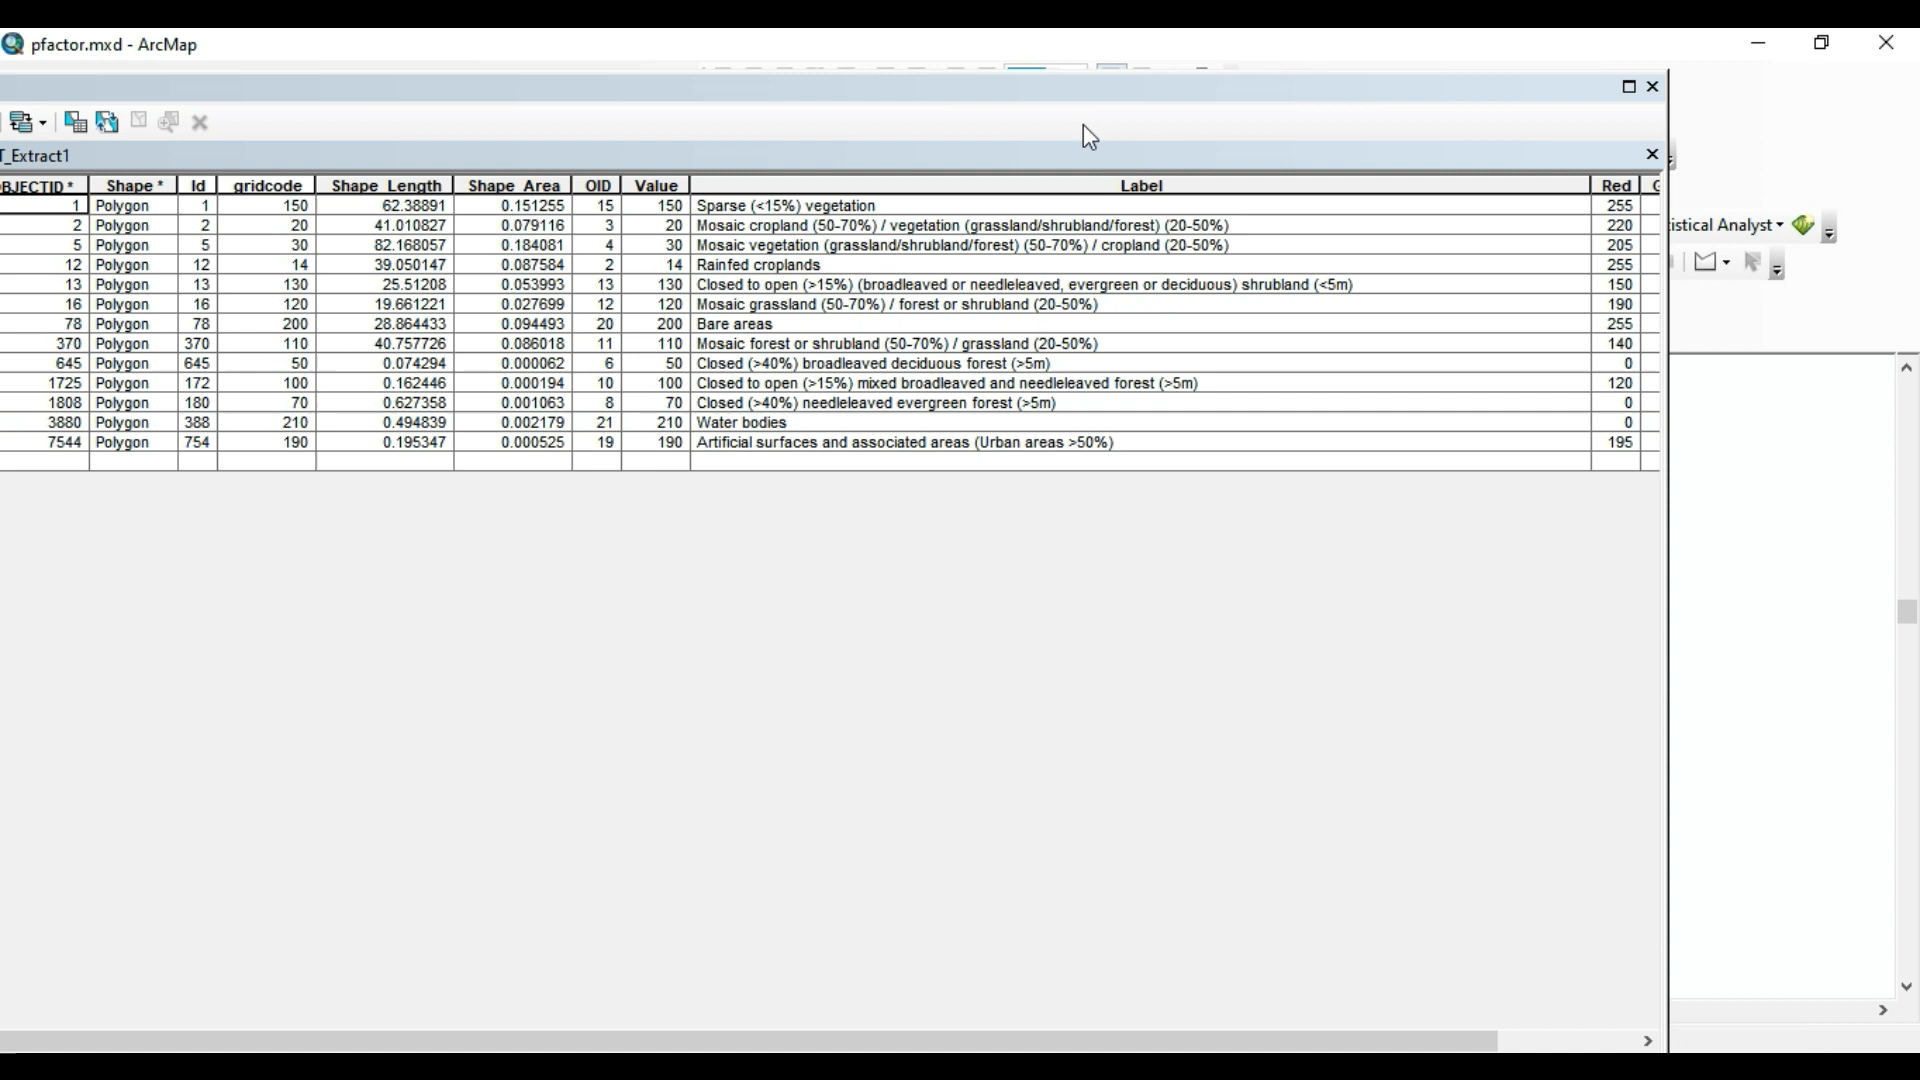 pfactor.mxd - ArcMap
T_Extract1
BJECTID * Shape * Id gridcode Shape_Length Shape_Area OID Value Label Red
1 Polygon 1 150 62.38891 0.151255 15 150 Sparse (<15%) vegetation 255
2 Polygon 2 20 41.010827 0.079116 3 20 Mosaic cropland (50-70%) / vegetation (grassland/shrubland/forest) (20-50%) 220
5 Polygon 5 30 82.168057 0.184081 4 30 Mosaic vegetation (grassland/shrubland/forest) (50-70%) / cropland (20-50%) 205
12 Polygon 12 14 39.050147 0.087584 2 14 Rainfed croplands 255
13 Polygon 13 130 25.51208 0.053993 13 130 Closed to open (>15%) (broadleaved or needleleaved, evergreen or deciduous) shrubland (<5m) 150
16 Polygon 16 120 19.661221 0.027699 12 120 Mosaic grassland (50-70%) / forest or shrubland (20-50%) 190
78 Polygon 78 200 28.864433 0.094493 20 200 Bare areas 255
370 Polygon 370 110 40.757726 0.086018 11 110 Mosaic forest or shrubland (50-70%) / grassland (20-50%) 140
645 Polygon 645 50 0.074294 0.000062 6 50 Closed (>40%) broadleaved deciduous forest (>5m) 0
1725 Polygon 172 100 0.162446 0.000194 10 100 Closed to open (>15%) mixed broadleaved and needleleaved forest (>5m) 120
1808 Polygon 180 70 0.627358 0.001063 8 70 Closed (>40%) needleleaved evergreen forest (>5m) 0
3880 Polygon 388 210 0.494839 0.002179 21 210 Water bodies 0
7544 Polygon 754 190 0.195347 0.000525 19 190 Artificial surfaces and associated areas (Urban areas >50%) 195
istical Analyst